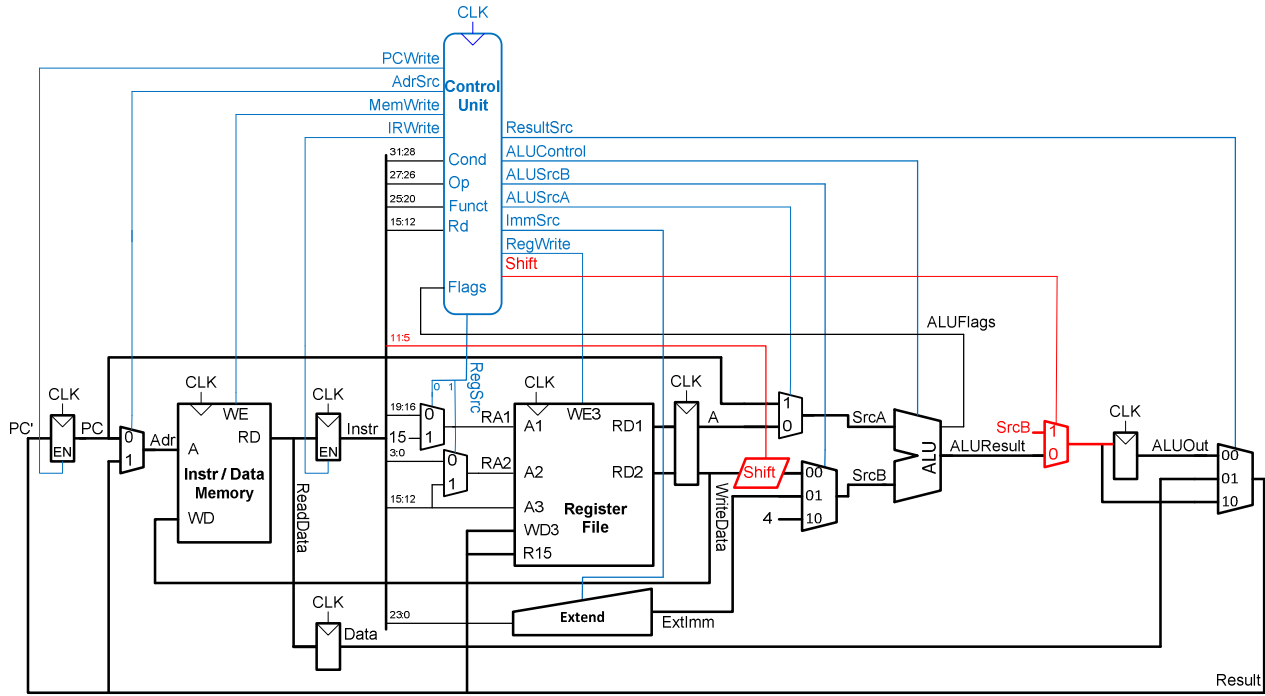 CLK
PCWrite
AdrSrc
MemWrite
IRWrite
Control
Unit
ResultSrc
ALUControl
ALUSrcB
ALUSrcA
ImmSrc
RegWrite
Shift
31:28
Cond
27:26
Op
25:20
Funct
15:12
Rd
Flags
ALUFlags
11:5
RegSrc
0 1
CLK
CLK
CLK
CLK
CLK
CLK
PC'
PC
EN
0
1
Adr
A
WE
RD
Instr / Data
Memory
WD
EN
Instr
ReadData
19:16
15
0
1
RA1
3:0
0
1
RA2
15:12
A1
A2
A3
WD3
R15
WE3
RD1
RD2
Register
File
A
WriteData
Shift
1
0
SrcA
00
01
10
4
SrcB
ALU
ALUResult
SrcB
1
0
ALUOut
00
01
10
23:0
Extend
ExtImm
CLK
Data
Result